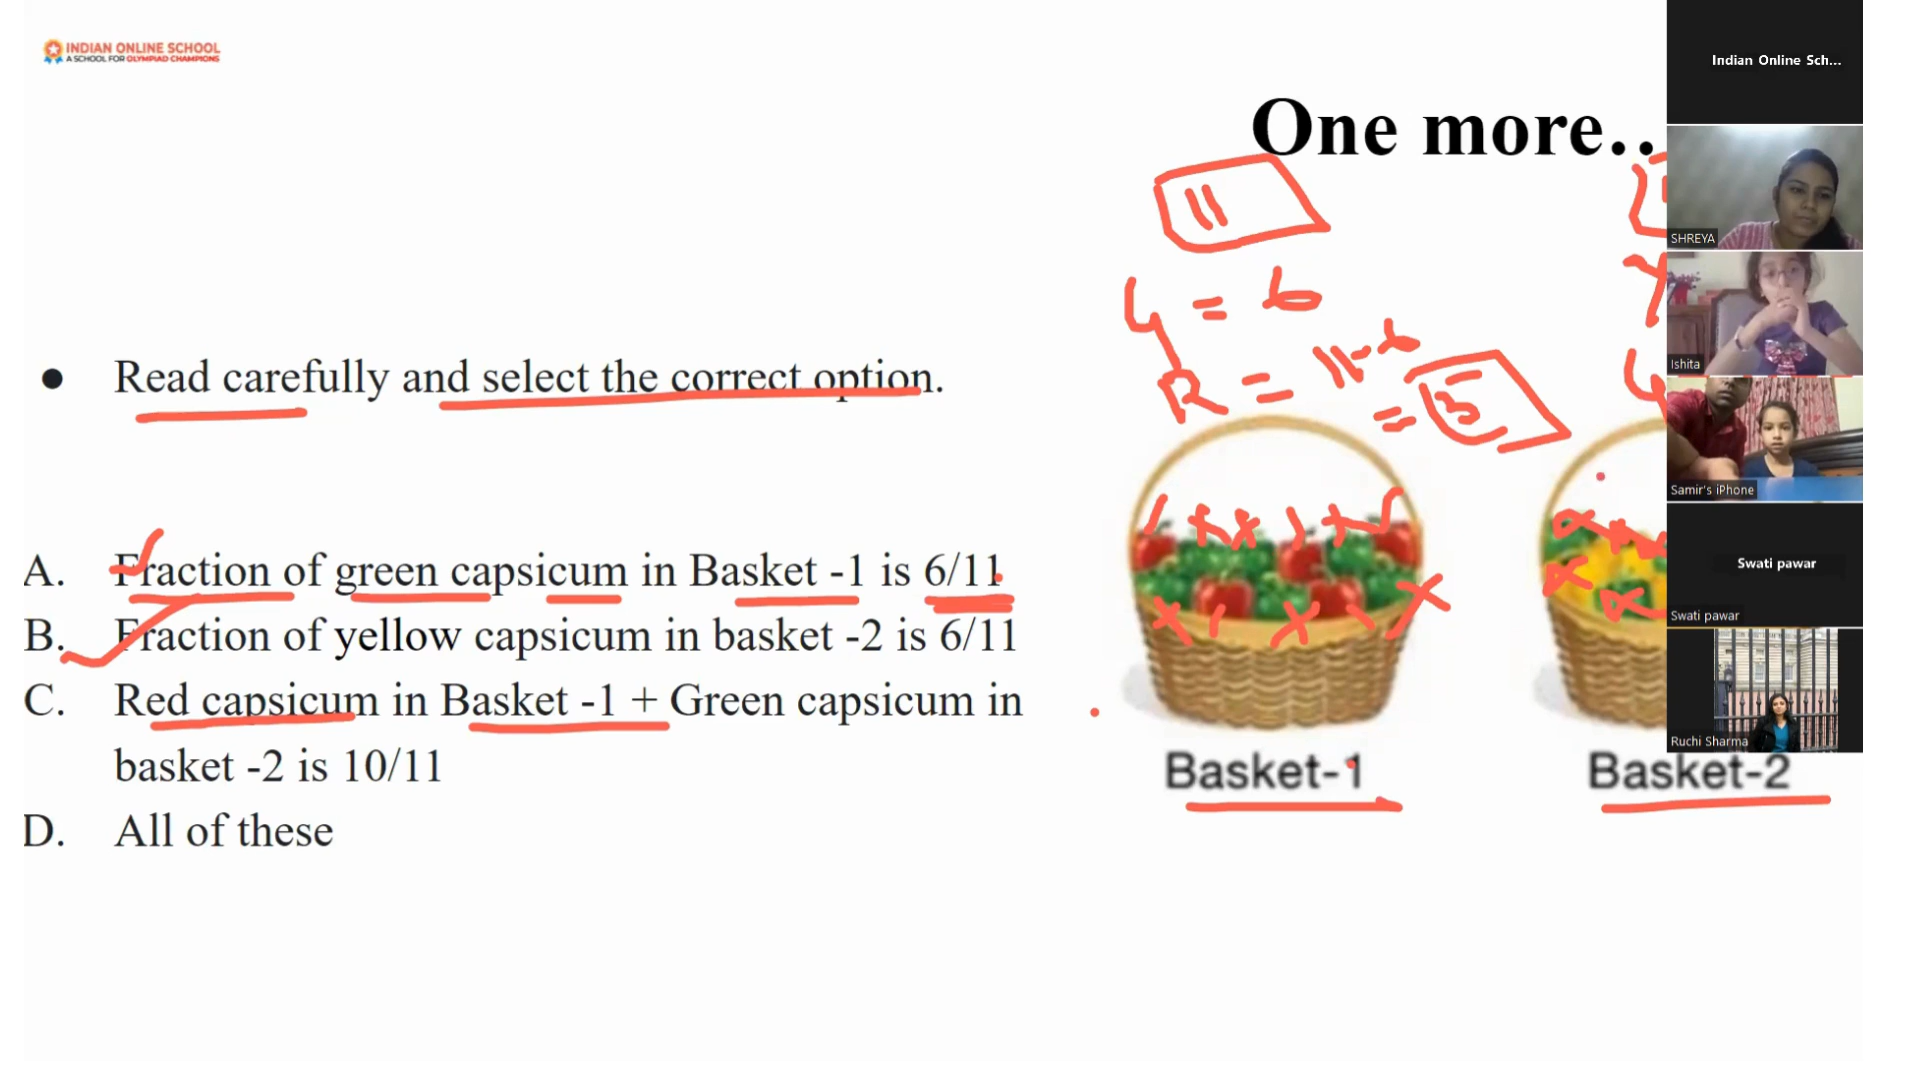 INDIAN ONLINE SCHOOL
A SCHOOL FOR OLYMPIAD CHAMPIONS
One more..
11
G = 6
R = 11-6
= 5
Y
G
• Read carefully and select the correct option.
A. Fraction of green capsicum in Basket -1 is 6/11
B. Fraction of yellow capsicum in basket -2 is 6/11
C. Red capsicum in Basket -1 + Green capsicum in
basket -2 is 10/11
D. All of these
Basket-1
Basket-2
Indian Online Sch...
SHREYA
Ishita
Samir's iPhone
Swati pawar
Swati pawar
Ruchi Sharma